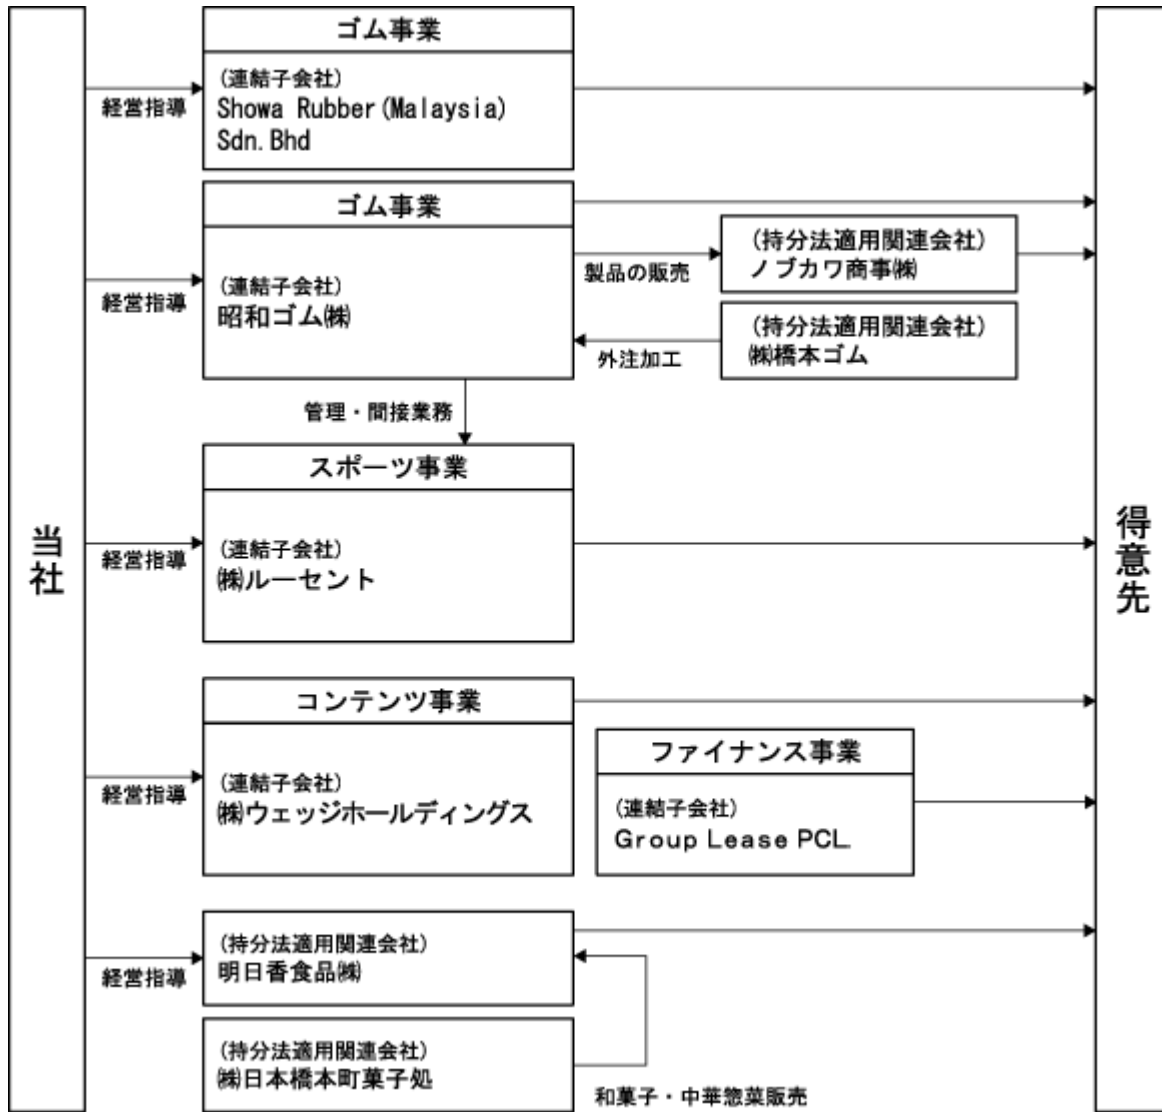 当社
得意先
ゴム事業
(連結子会社)
Showa Rubber(Malaysia)
Sdn.Bhd
経営指導
ゴム事業
(連結子会社)
昭和ゴム㈱
経営指導
製品の販売
(持分法適用関連会社)
ノブカワ商事㈱
(持分法適用関連会社)
㈱橋本ゴム
外注加工
管理・間接業務
スポーツ事業
(連結子会社)
㈱ルーセント
経営指導
コンテンツ事業
(連結子会社)
㈱ウェッジホールディングス
経営指導
ファイナンス事業
(連結子会社)
Group Lease PCL.
(持分法適用関連会社)
明日香食品㈱
経営指導
(持分法適用関連会社)
㈱日本橋本町菓子処
和菓子・中華惣菜販売